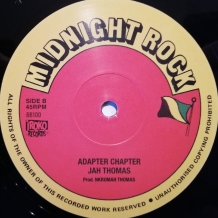 MIDNIGHT ROCK
SIDE B
45RPM
ADAPTER CHAPTER
JAH THOMAS
Prod. NKRUMAH THOMAS
ALL RIGHTS OF THE OWNER OF THIS RECORDED WORK RESERVED • UNAUTHORISED COPYING PROHIBITED